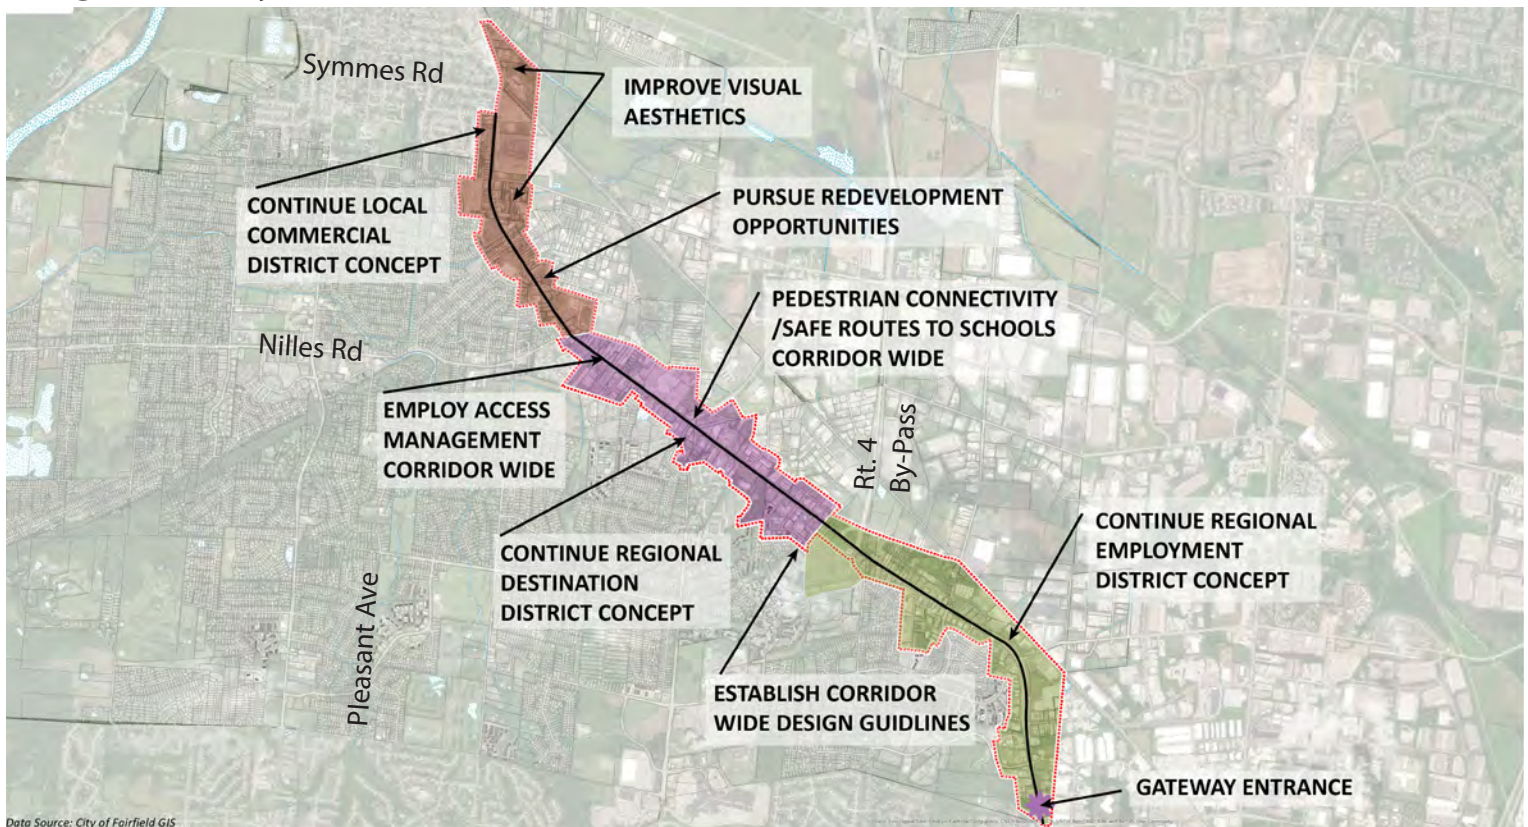 Symmes Rd
IMPROVE VISUAL
AESTHETICS
CONTINUE LOCAL
COMMERCIAL
DISTRICT CONCEPT
PURSUE REDEVELOPMENT
OPPORTUNITIES
PEDESTRIAN CONNECTIVITY
/SAFE ROUTES TO SCHOOLS
CORRIDOR WIDE
Nilles Rd
EMPLOY ACCESS
MANAGEMENT
CORRIDOR WIDE
Rt. 4
By-Pass
CONTINUE REGIONAL
EMPLOYMENT
DISTRICT CONCEPT
CONTINUE REGIONAL
DESTINATION
DISTRICT CONCEPT
Pleasant Ave
ESTABLISH CORRIDOR
WIDE DESIGN GUIDLINES
GATEWAY ENTRANCE
Data Source: City of Fairfield GIS